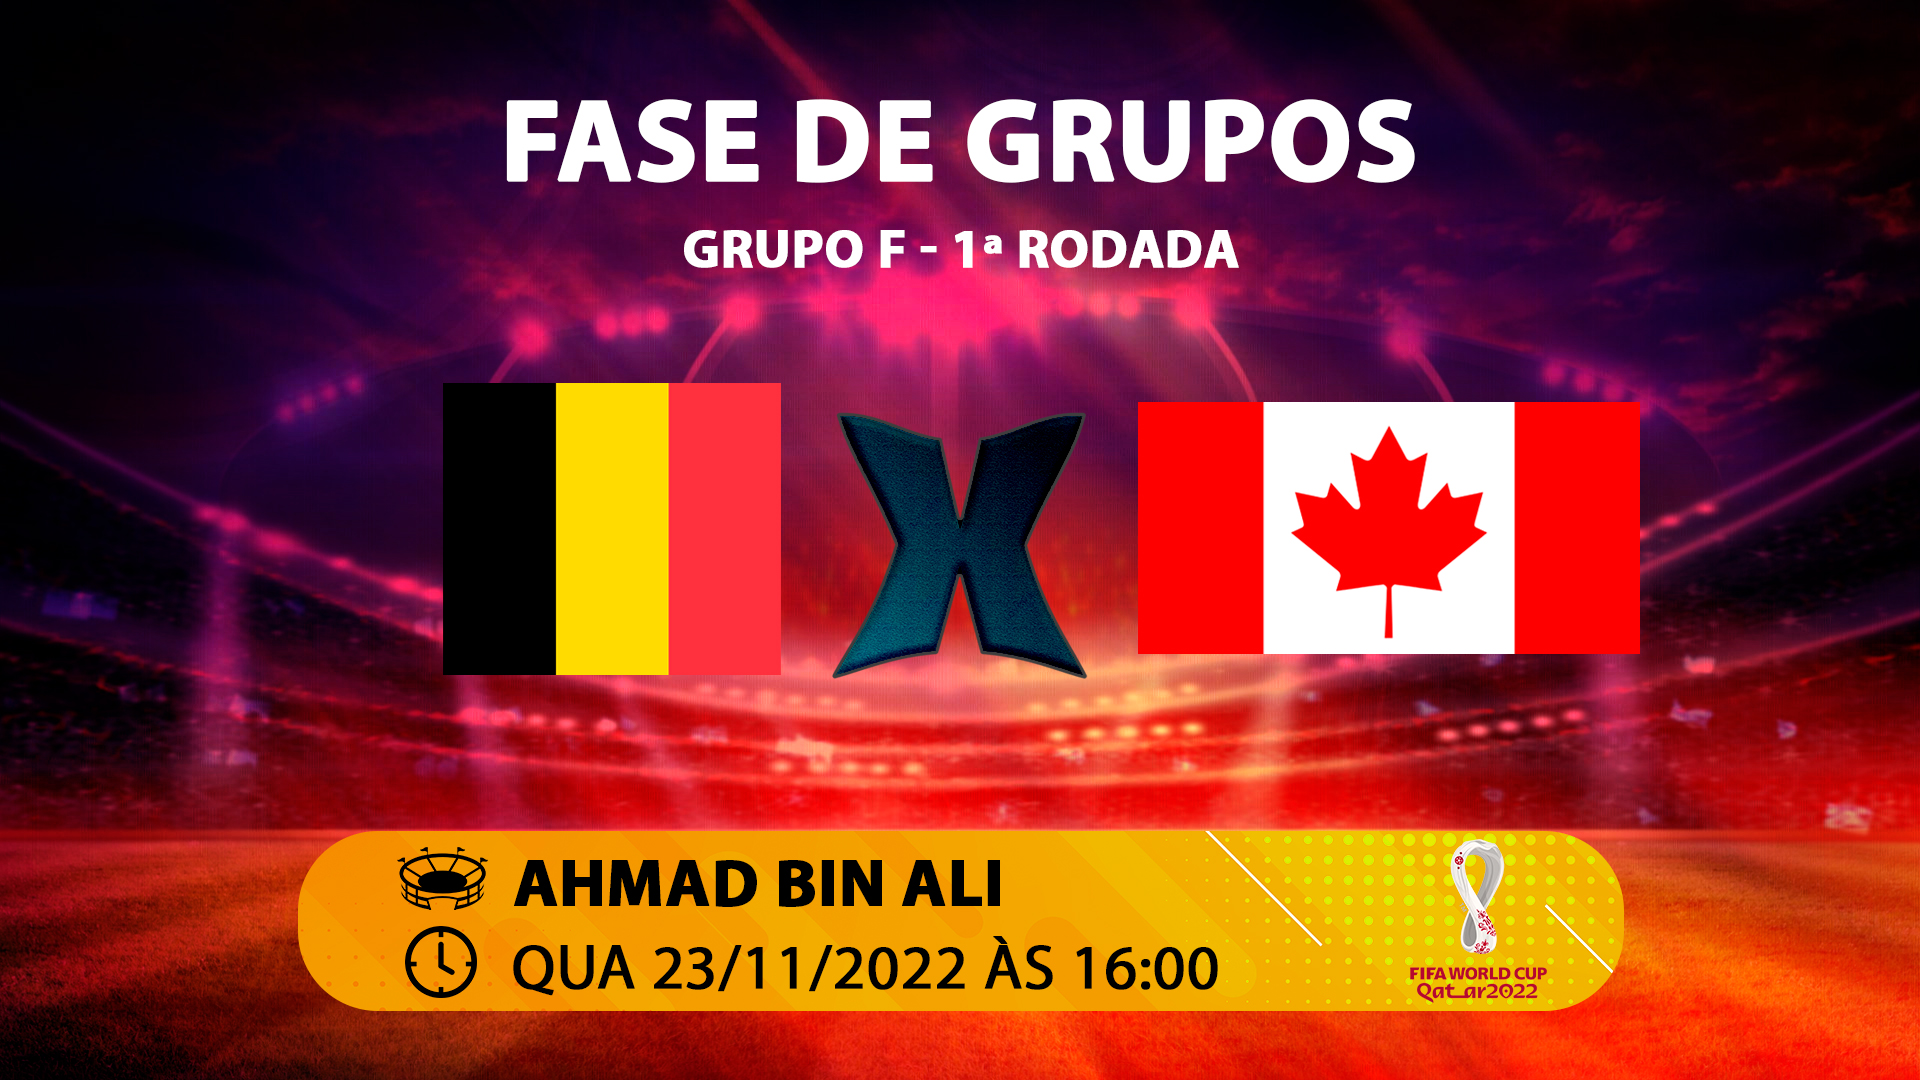 FASE DE GRUPOS
GRUPO F - 1ª RODADA
X
AHMAD BIN ALI
QUA 23/11/2022 ÀS 16:00
FIFA WORLD CUP
Qatar2022